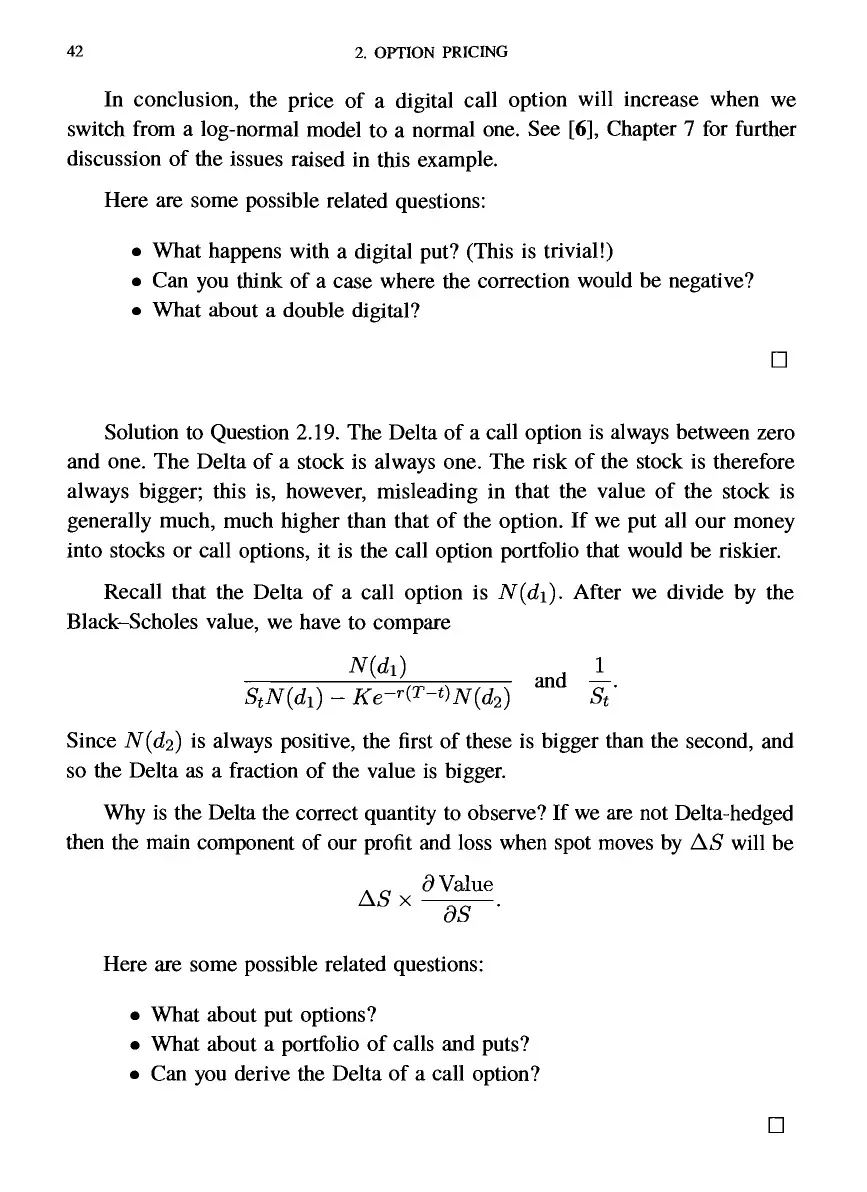 42
2. OPTION PRICING
In conclusion, the price of a digital call option will increase when we
switch from a log-normal model to a normal one. See [6], Chapter 7 for further
discussion of the issues raised in this example.
Here are some possible related questions:
• What happens with a digital put? (This is trivial!)
• Can you think of a case where the correction would be negative?
• What about a double digital?
□
Solution to Question 2.19. The Delta of a call option is always between zero
and one. The Delta of a stock is always one. The risk of the stock is therefore
always bigger; this is, however, misleading in that the value of the stock is
generally much, much higher than that of the option. If we put all our money
into stocks or call options, it is the call option portfolio that would be riskier.
Recall that the Delta of a call option is N(d₁). After we divide by the
Black–Scholes value, we have to compare
N(d₁) / (SₜN(d₁) − Ke^{−r(T−t)}N(d₂)) and 1/Sₜ.
Since N(d₂) is always positive, the first of these is bigger than the second, and
so the Delta as a fraction of the value is bigger.
Why is the Delta the correct quantity to observe? If we are not Delta-hedged
then the main component of our profit and loss when spot moves by ΔS will be
ΔS × ∂Value/∂S.
Here are some possible related questions:
• What about put options?
• What about a portfolio of calls and puts?
• Can you derive the Delta of a call option?
□